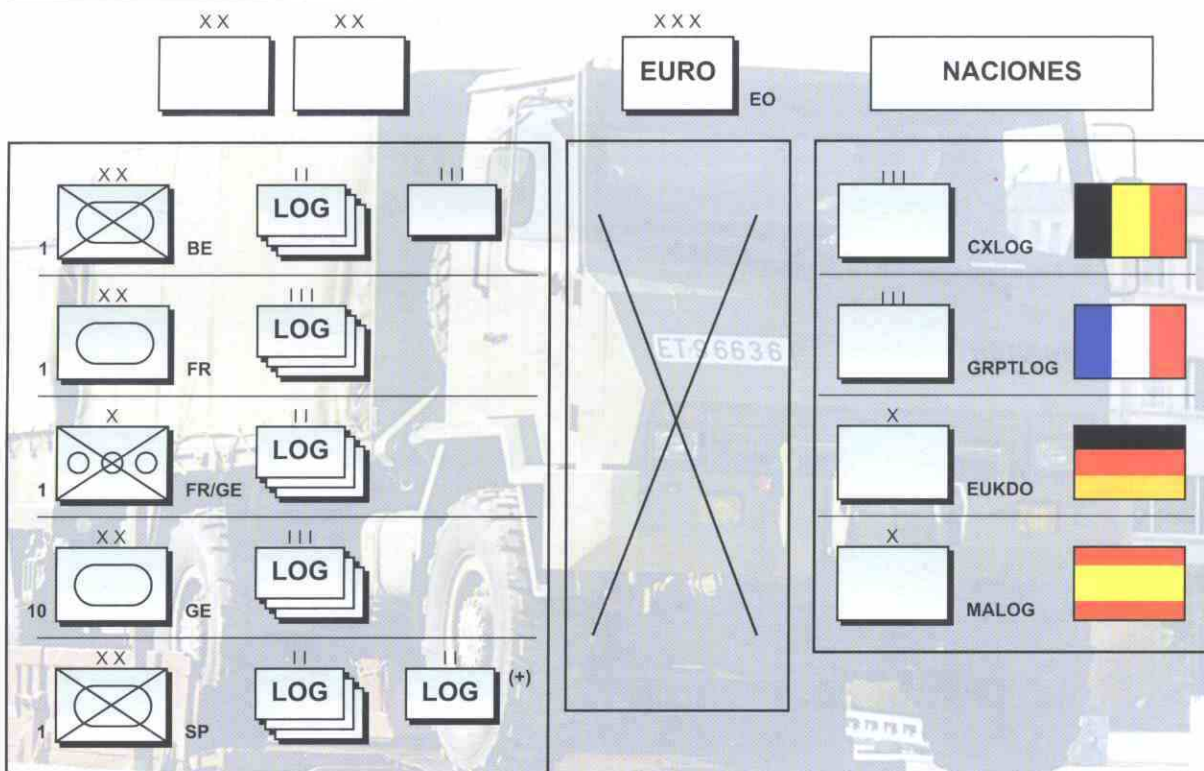 XX XX XXX
EURO EO NACIONES
XX II III
1 BE LOG
III
CXLOG
XX III
1 FR LOG
III
GRPTLOG
ET-96636
X II
1 FR/GE LOG
X
EUKDO
XX III
10 GE LOG
X
MALOG
XX II II
1 SP LOG LOG (+)